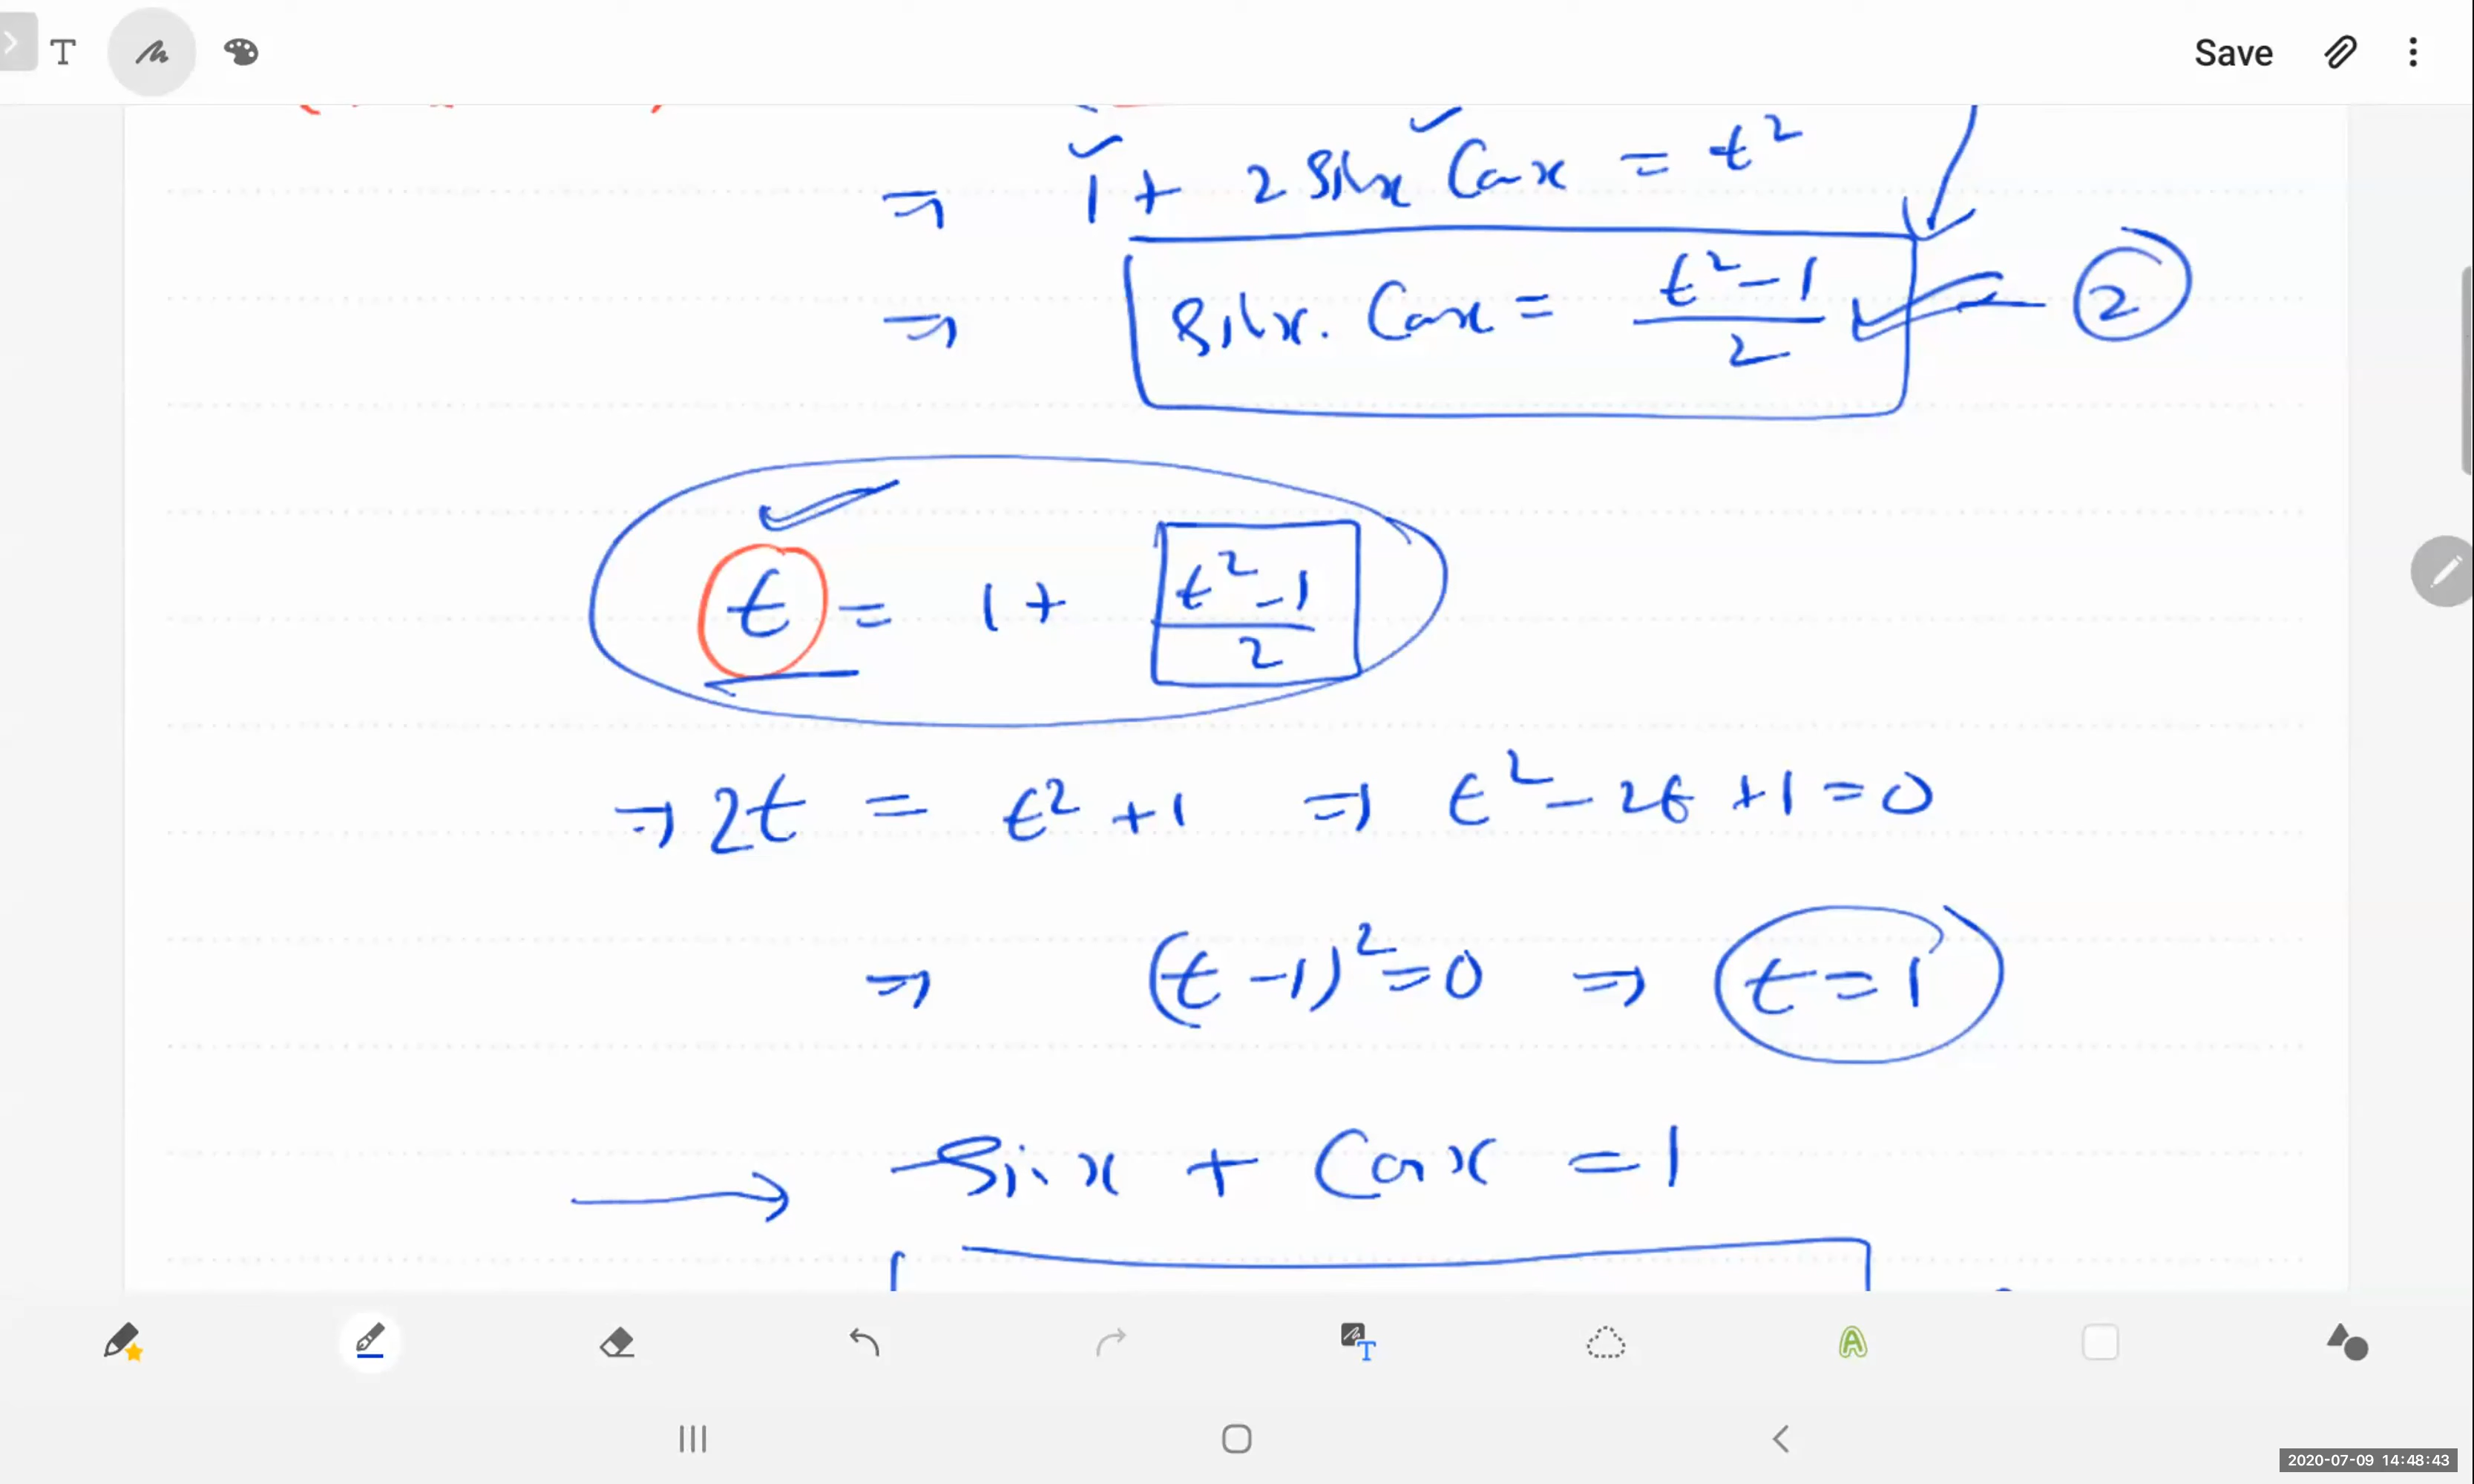 T Save
⇒ 1 + 2 Sinx Cosx = t²
⇒ Sinx. Cosx = (t²-1)/2 2
t = 1 + (t²-1)/2
⇒ 2t = t² + 1 ⇒ t² - 2t + 1 = 0
⇒ (t - 1)² = 0 ⇒ t = 1
→ Sinx + Cosx = 1
T A
2020-07-09 14:48:43